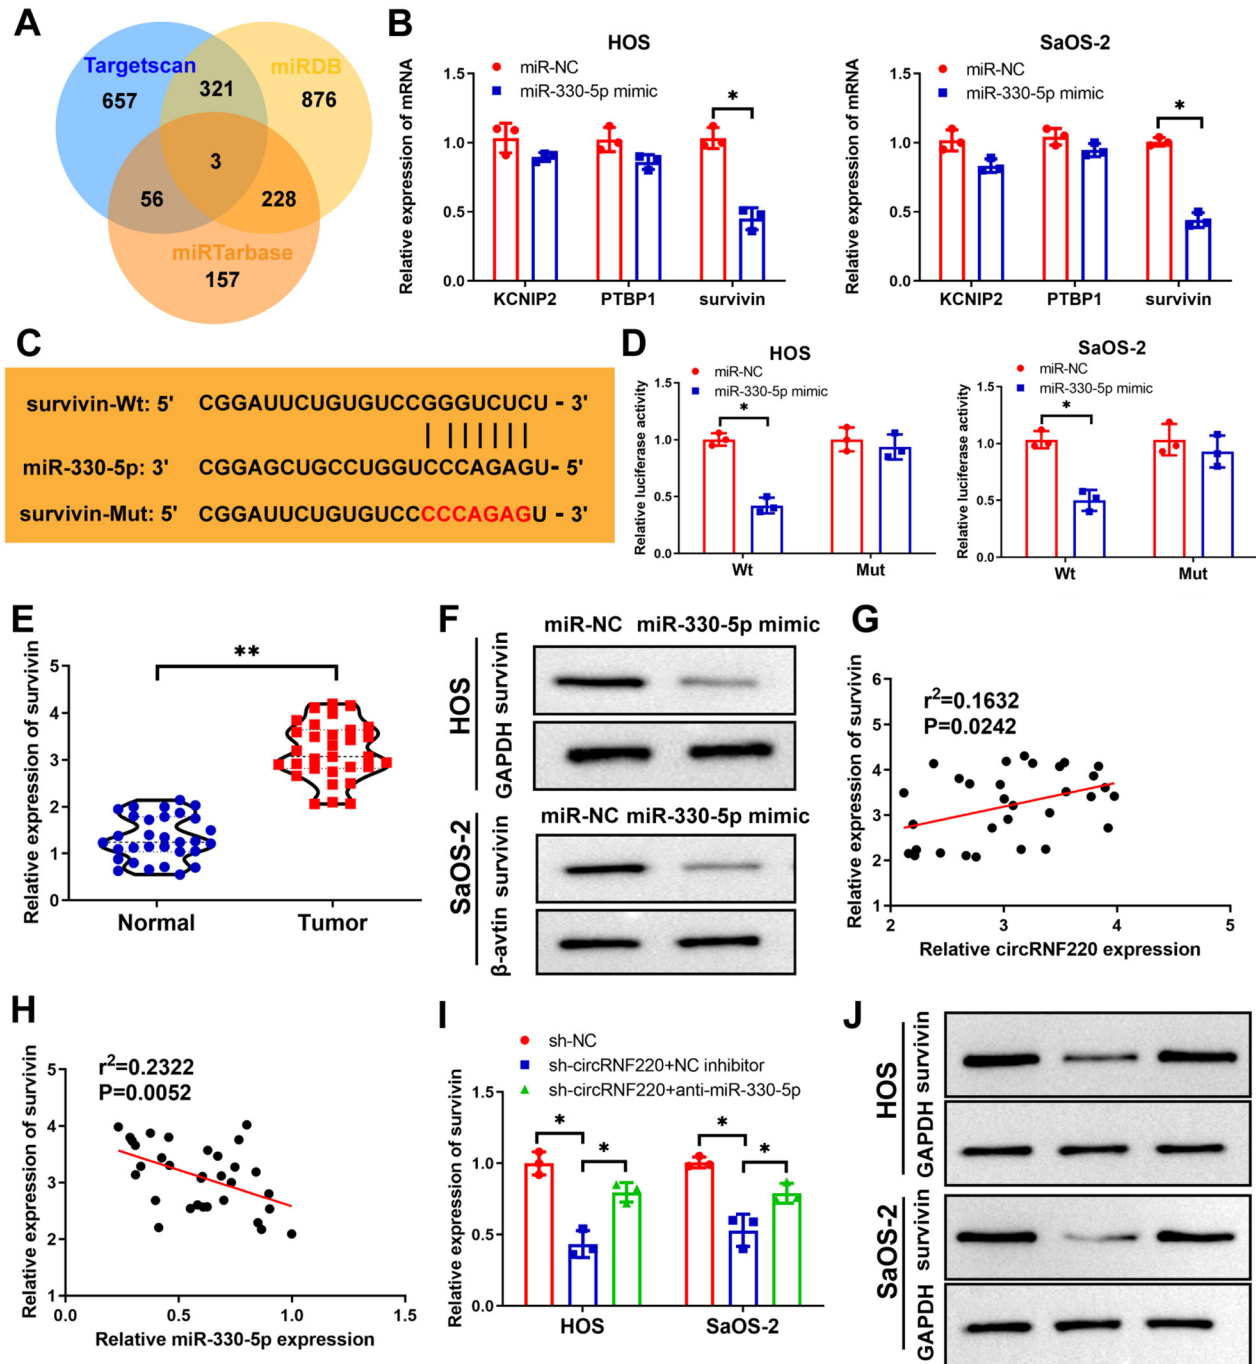 A
Targetscan
miRDB
657
321
876
3
56
228
miRTarbase
157
B
HOS
miR-NC
miR-330-5p mimic
Relative expression of mRNA
1.5
1.0
0.5
0.0
*
KCNIP2
PTBP1
survivin
SaOS-2
miR-NC
miR-330-5p mimic
Relative expression of mRNA
1.5
1.0
0.5
0.0
*
KCNIP2
PTBP1
survivin
C
survivin-Wt: 5' CGGAUUCUGUGUCCGGGUCUCU - 3'
miR-330-5p: 3' CGGAGCUGCCUGGUCCCAGAGU- 5'
survivin-Mut: 5' CGGAUUCUGUGUCCCCCAGAGU - 3'
D
HOS
miR-NC
miR-330-5p mimic
Relative luciferase activity
1.5
1.0
0.5
0.0
*
Wt
Mut
SaOS-2
miR-NC
miR-330-5p mimic
Relative luciferase activity
1.5
1.0
0.5
0.0
*
Wt
Mut
E
Relative expression of survivin
5
4
3
2
1
0
**
Normal
Tumor
F
miR-NC miR-330-5p mimic
HOS
survivin
GAPDH
miR-NC miR-330-5p mimic
SaOS-2
survivin
β-avtin
G
Relative expression of survivin
6
5
4
3
2
1
r²=0.1632
P=0.0242
2
3
4
5
Relative circRNF220 expression
H
Relative expression of survivin
5
4
3
2
1
r²=0.2322
P=0.0052
0.0
0.5
1.0
1.5
Relative miR-330-5p expression
I
sh-NC
sh-circRNF220+NC inhibitor
sh-circRNF220+anti-miR-330-5p
Relative expression of survivin
1.5
1.0
0.5
0.0
*
*
*
*
HOS
SaOS-2
J
HOS
survivin
GAPDH
SaOS-2
survivin
GAPDH